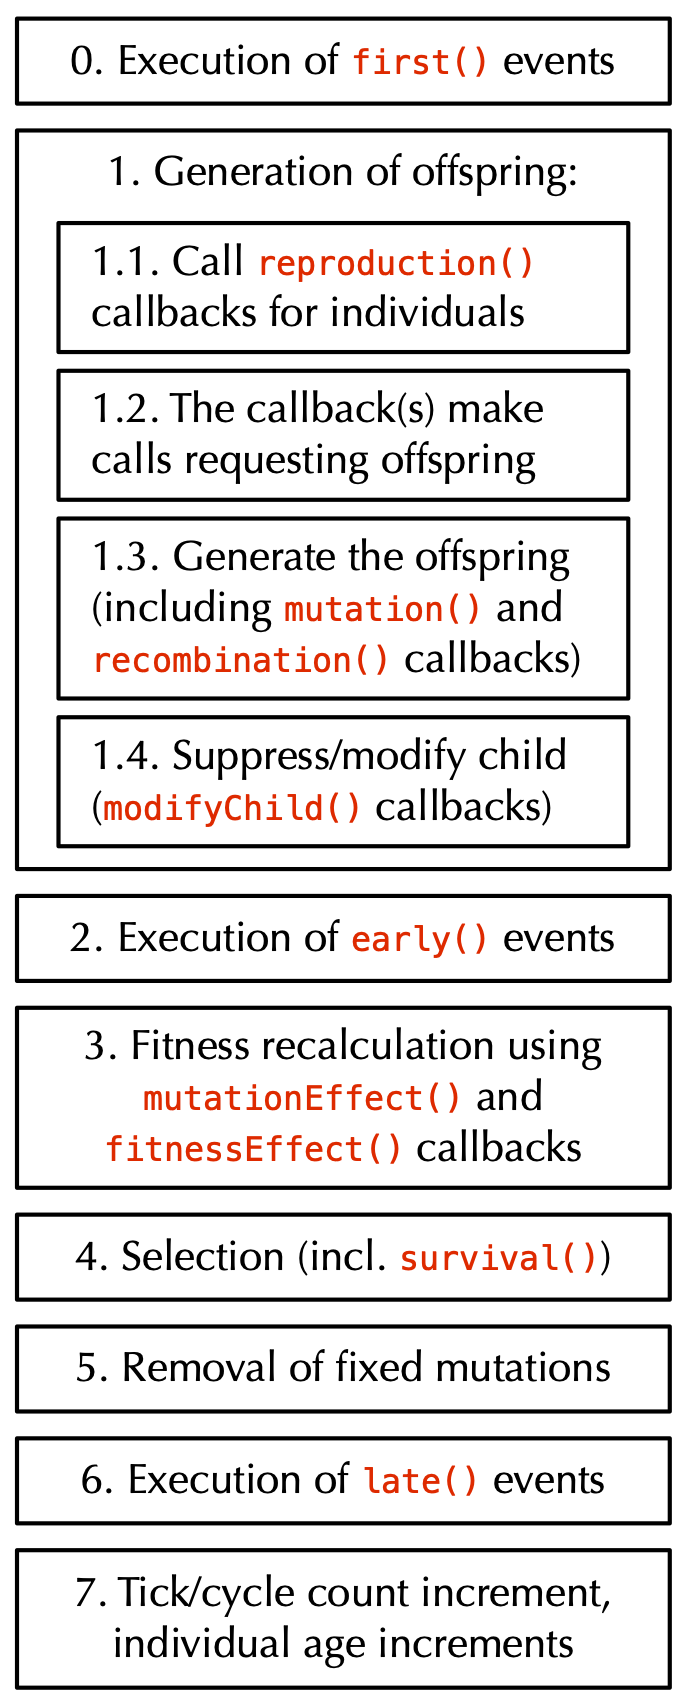 0. Execution of first() events
1. Generation of offspring:
1.1. Call reproduction()
callbacks for individuals
1.2. The callback(s) make
calls requesting offspring
1.3. Generate the offspring
(including mutation() and
recombination() callbacks)
1.4. Suppress/modify child
(modifyChild() callbacks)
2. Execution of early() events
3. Fitness recalculation using
mutationEffect() and
fitnessEffect() callbacks
4. Selection (incl. survival())
5. Removal of fixed mutations
6. Execution of late() events
7. Tick/cycle count increment,
individual age increments